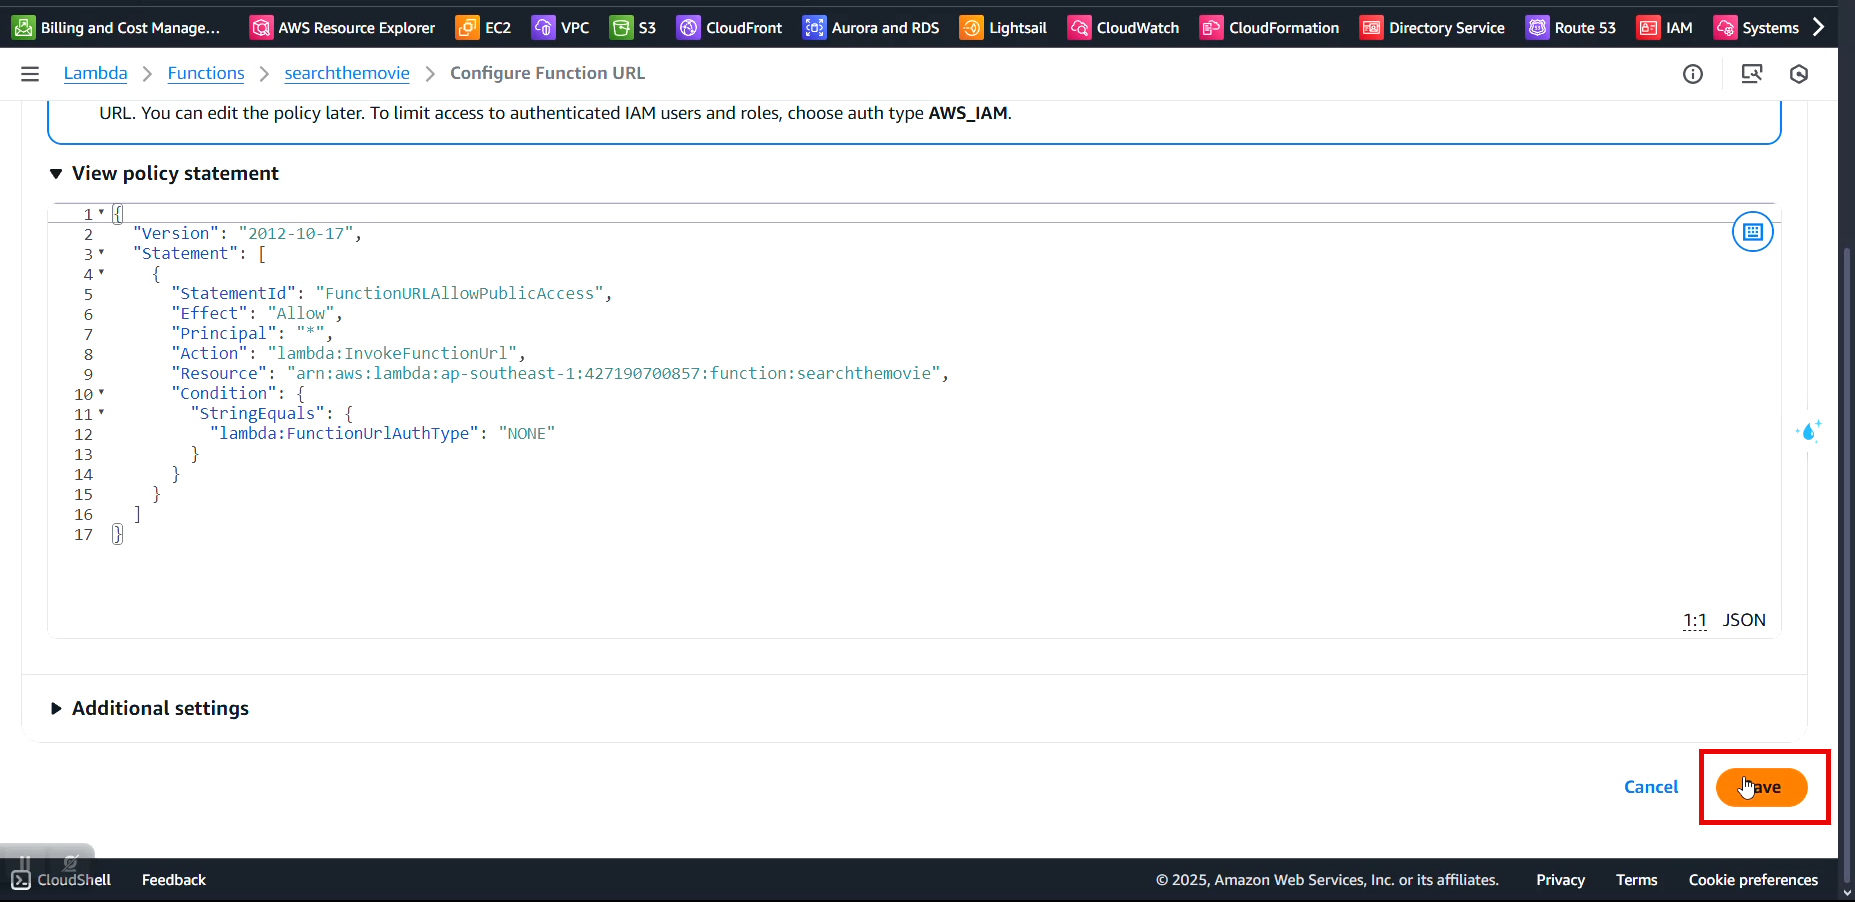 Billing and Cost Manage... AWS Resource Explorer EC2 VPC S3 CloudFront Aurora and RDS Lightsail CloudWatch CloudFormation Directory Service Route 53 IAM Systems
Lambda Functions searchthemovie Configure Function URL
URL. You can edit the policy later. To limit access to authenticated IAM users and roles, choose auth type AWS_IAM.
View policy statement
1 {
2 "Version": "2012-10-17",
3 "Statement": [
4 {
5 "StatementId": "FunctionURLAllowPublicAccess",
6 "Effect": "Allow",
7 "Principal": "*",
8 "Action": "lambda:InvokeFunctionUrl",
9 "Resource": "arn:aws:lambda:ap-southeast-1:427190700857:function:searchthemovie",
10 "Condition": {
11 "StringEquals": {
12 "lambda:FunctionUrlAuthType": "NONE"
13 }
14 }
15 }
16 ]
17 }
1:1 JSON
Additional settings
Cancel
CloudShell Feedback © 2025, Amazon Web Services, Inc. or its affiliates. Privacy Terms Cookie preferences